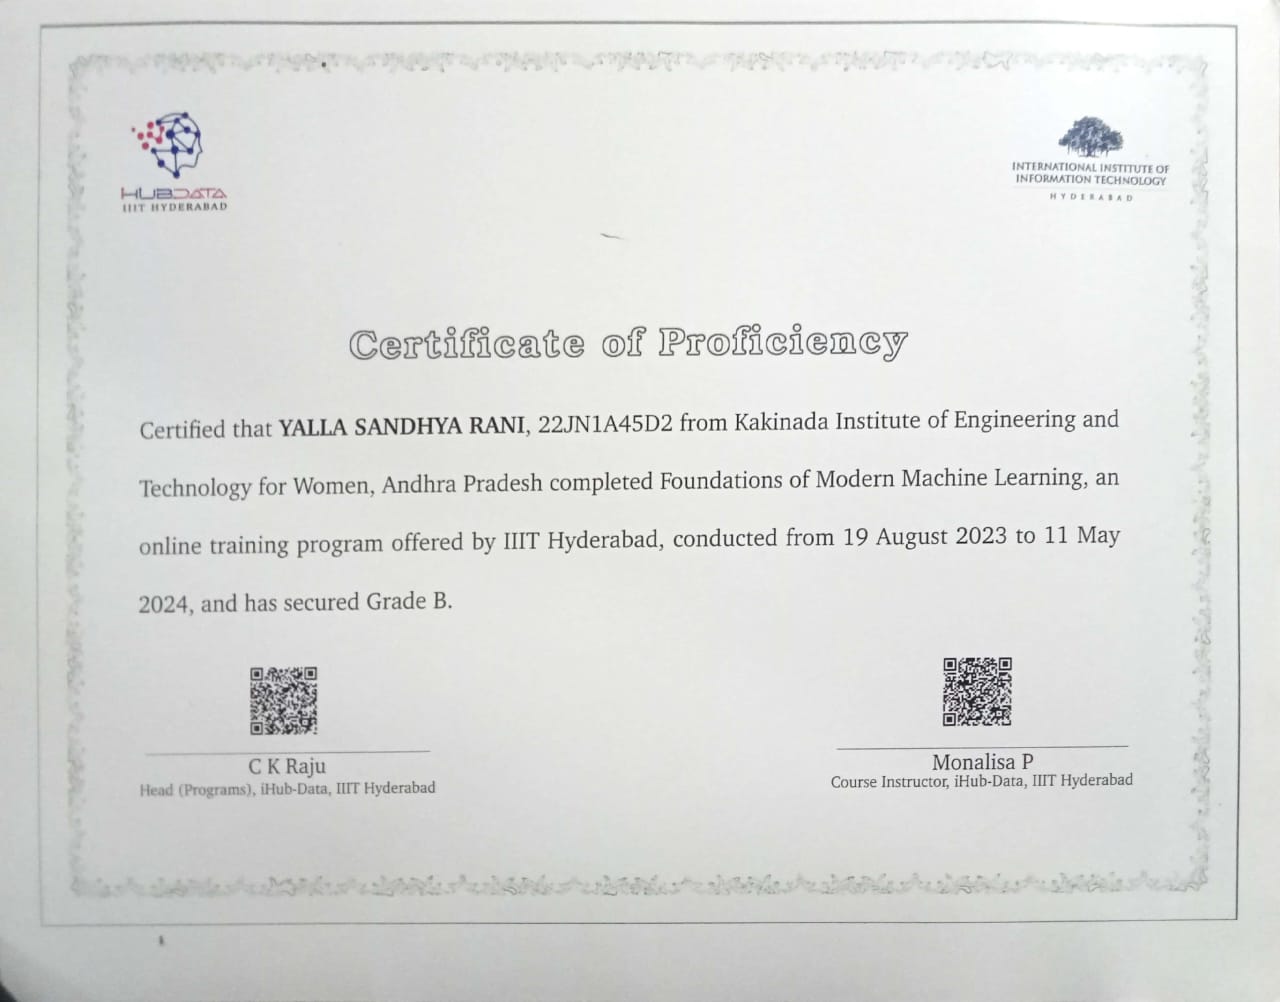 HUBDATA
IIIT HYDERABAD
INTERNATIONAL INSTITUTE OF
INFORMATION TECHNOLOGY
HYDERABAD
Certificate of Proficiency
Certified that YALLA SANDHYA RANI, 22JN1A45D2 from Kakinada Institute of Engineering and
Technology for Women, Andhra Pradesh completed Foundations of Modern Machine Learning, an
online training program offered by IIIT Hyderabad, conducted from 19 August 2023 to 11 May
2024, and has secured Grade B.
C K Raju
Head (Programs), iHub-Data, IIIT Hyderabad
Monalisa P
Course Instructor, iHub-Data, IIIT Hyderabad